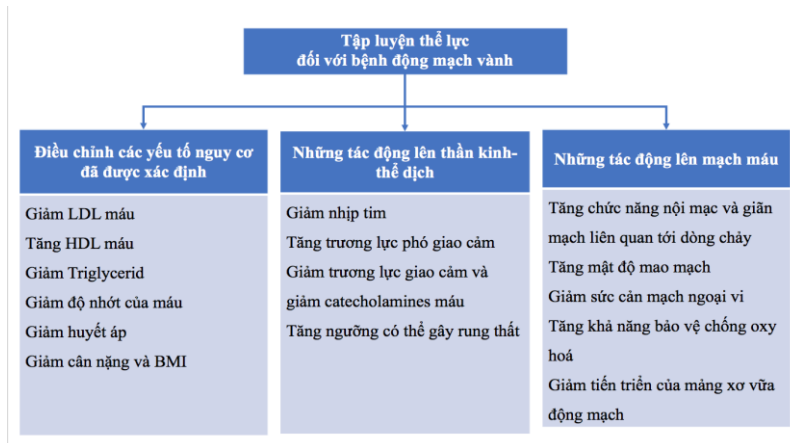 Tập luyện thể lực
đối với bệnh động mạch vành
Điều chỉnh các yếu tố nguy cơ
đã được xác định
Giảm LDL máu
Tăng HDL máu
Giảm Triglycerid
Giảm độ nhớt của máu
Giảm huyết áp
Giảm cân nặng và BMI
Những tác động lên thần kinh-
thể dịch
Giảm nhịp tim
Tăng trương lực phó giao cảm
Giảm trương lực giao cảm và
giảm catecholamines máu
Tăng ngưỡng có thể gây rung thất
Những tác động lên mạch máu
Tăng chức năng nội mạc và giãn
mạch liên quan tới dòng chảy
Tăng mật độ mao mạch
Giảm sức cản mạch ngoại vi
Tăng khả năng bảo vệ chống oxy
hoá
Giảm tiến triển của mảng xơ vữa
động mạch